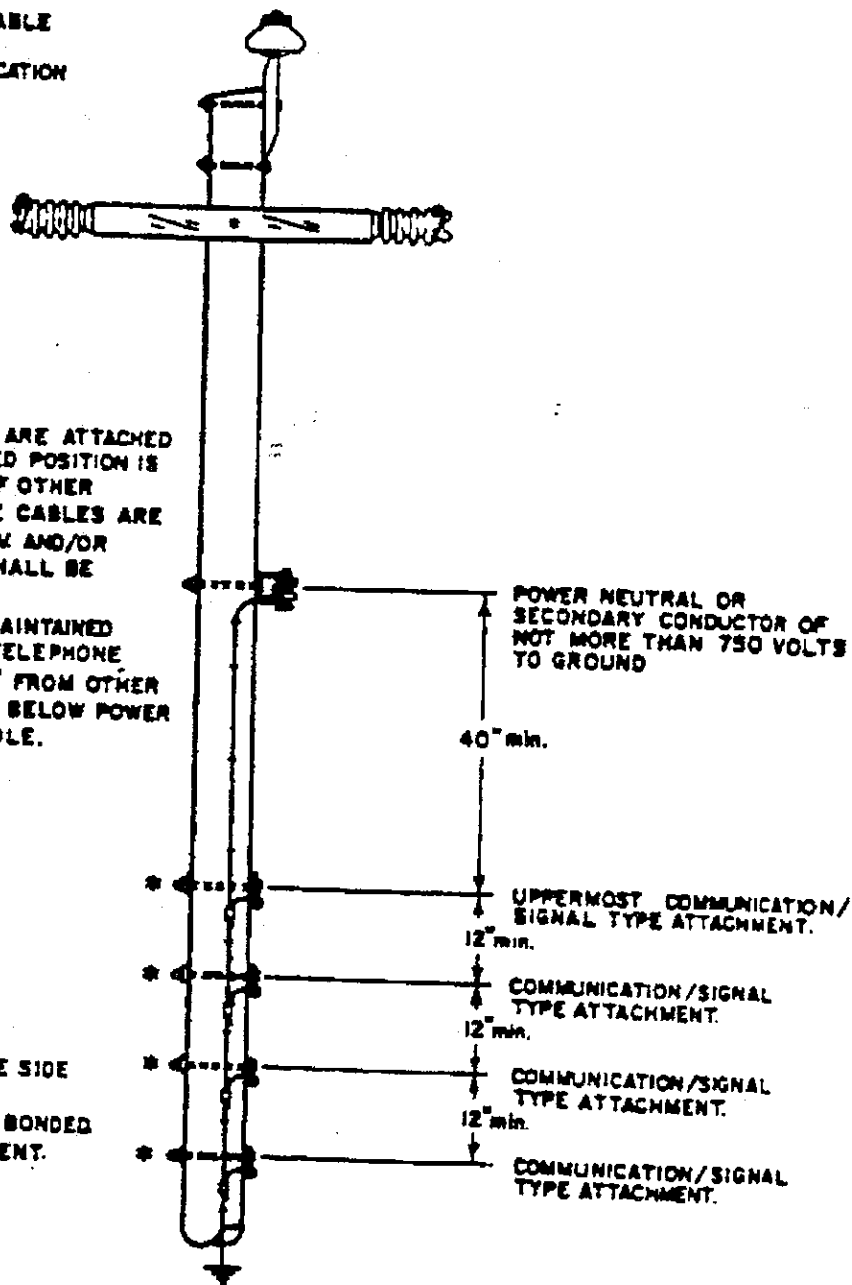 ABLE
CATION
ARE ATTACHED
ED POSITION IS
F OTHER
E CABLES ARE
AND/OR
HALL BE
AINTAINED
TELEPHONE
FROM OTHER
BELOW POWER
OLE.
E SIDE
BONDED
ENT.
POWER NEUTRAL OR
SECONDARY CONDUCTOR OF
NOT MORE THAN 750 VOLTS
TO GROUND
40" min.
UPPERMOST COMMUNICATION/
SIGNAL TYPE ATTACHMENT.
12" min.
COMMUNICATION/SIGNAL
TYPE ATTACHMENT.
12" min.
COMMUNICATION/SIGNAL
TYPE ATTACHMENT.
12" min.
COMMUNICATION/SIGNAL
TYPE ATTACHMENT.
*
*
*
*
*